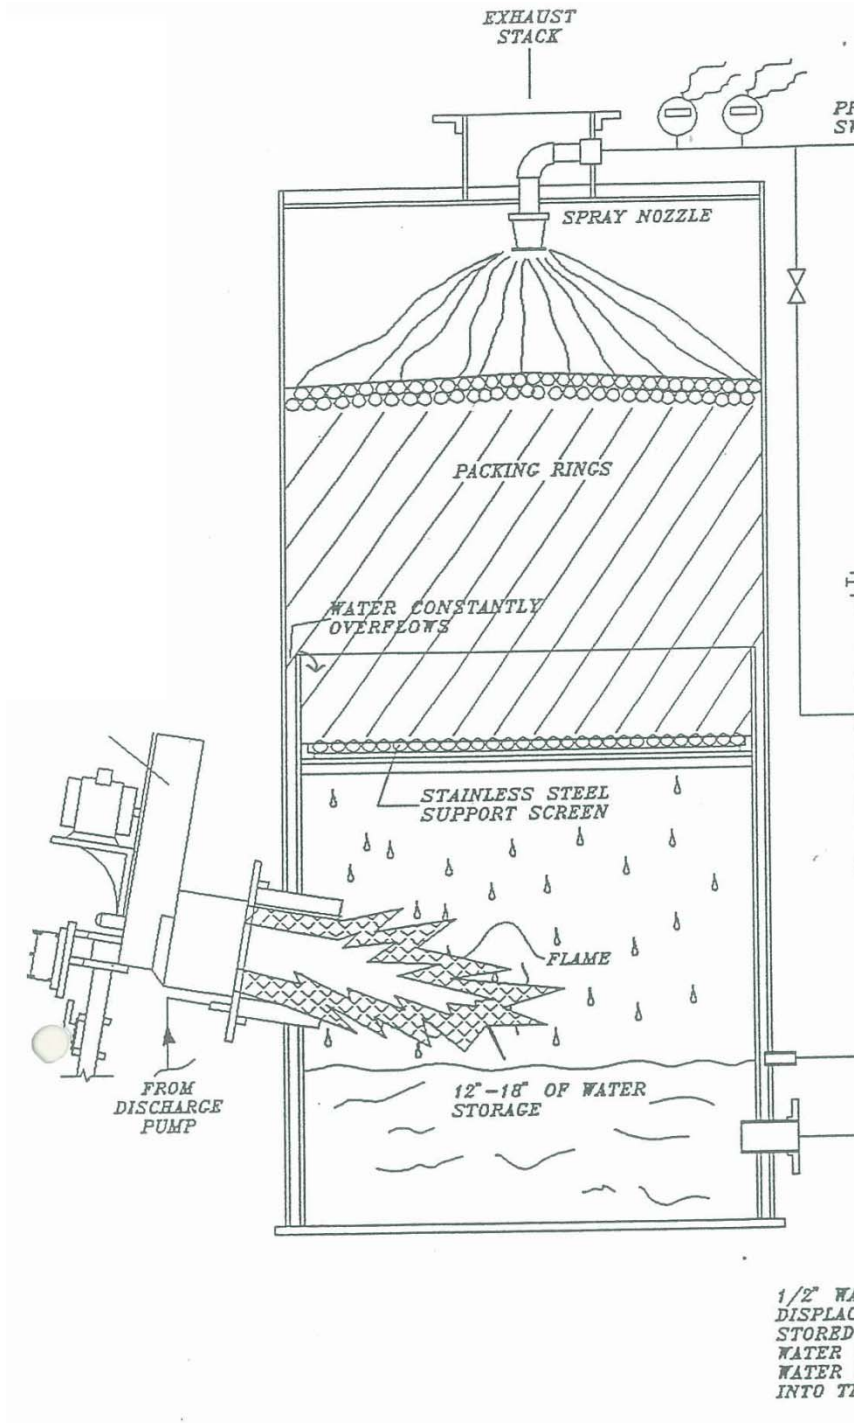 EXHAUST
STACK
SPRAY NOZZLE
PACKING RINGS
WATER CONSTANTLY
OVERFLOWS
STAINLESS STEEL
SUPPORT SCREEN
FLAME
12"-18" OF WATER
STORAGE
FROM
DISCHARGE
PUMP
1/2"
STORED
WATER
WATER
INTO